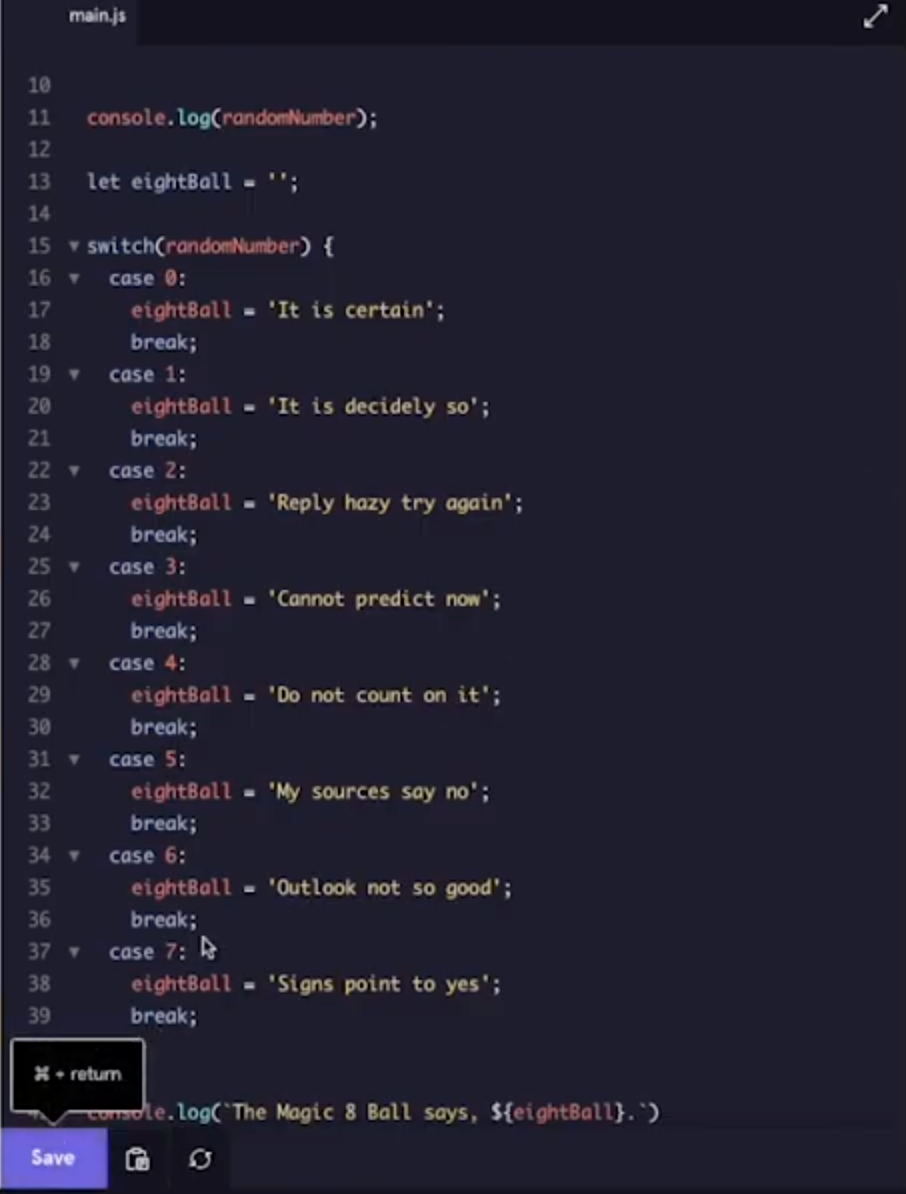 main.js
10
11 console.log(randomNumber);
12
13 let eightBall = '';
14
15 switch(randomNumber) {
16 case 0:
17 eightBall = 'It is certain';
18 break;
19 case 1:
20 eightBall = 'It is decidely so';
21 break;
22 case 2:
23 eightBall = 'Reply hazy try again';
24 break;
25 case 3:
26 eightBall = 'Cannot predict now';
27 break;
28 case 4:
29 eightBall = 'Do not count on it';
30 break;
31 case 5:
32 eightBall = 'My sources say no';
33 break;
34 case 6:
35 eightBall = 'Outlook not so good';
36 break;
37 case 7:
38 eightBall = 'Signs point to yes';
39 break;
⌘ + return
console.log(`The Magic 8 Ball says, ${eightBall}.`)
Save